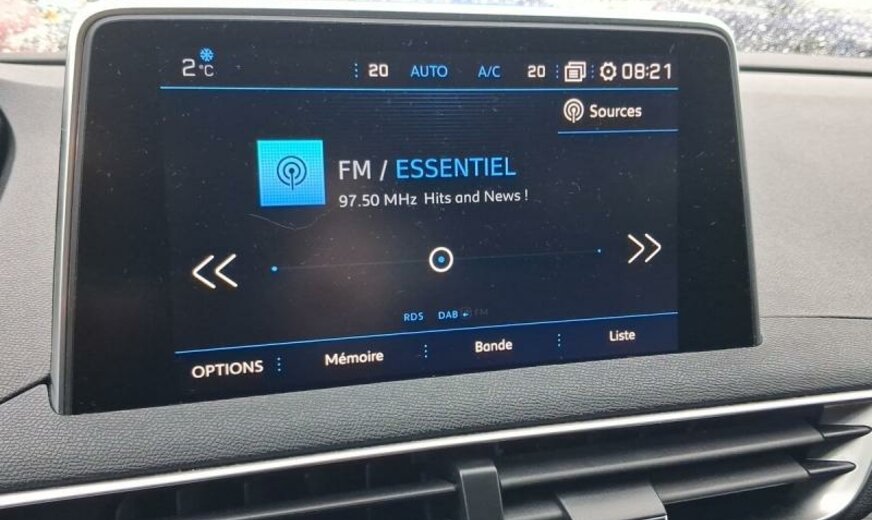 2°C 20 AUTO A/C 20 08:21
Sources
FM / ESSENTIEL
97.50 MHz Hits and News !
RDS DAB FM
OPTIONS Mémoire Bande Liste